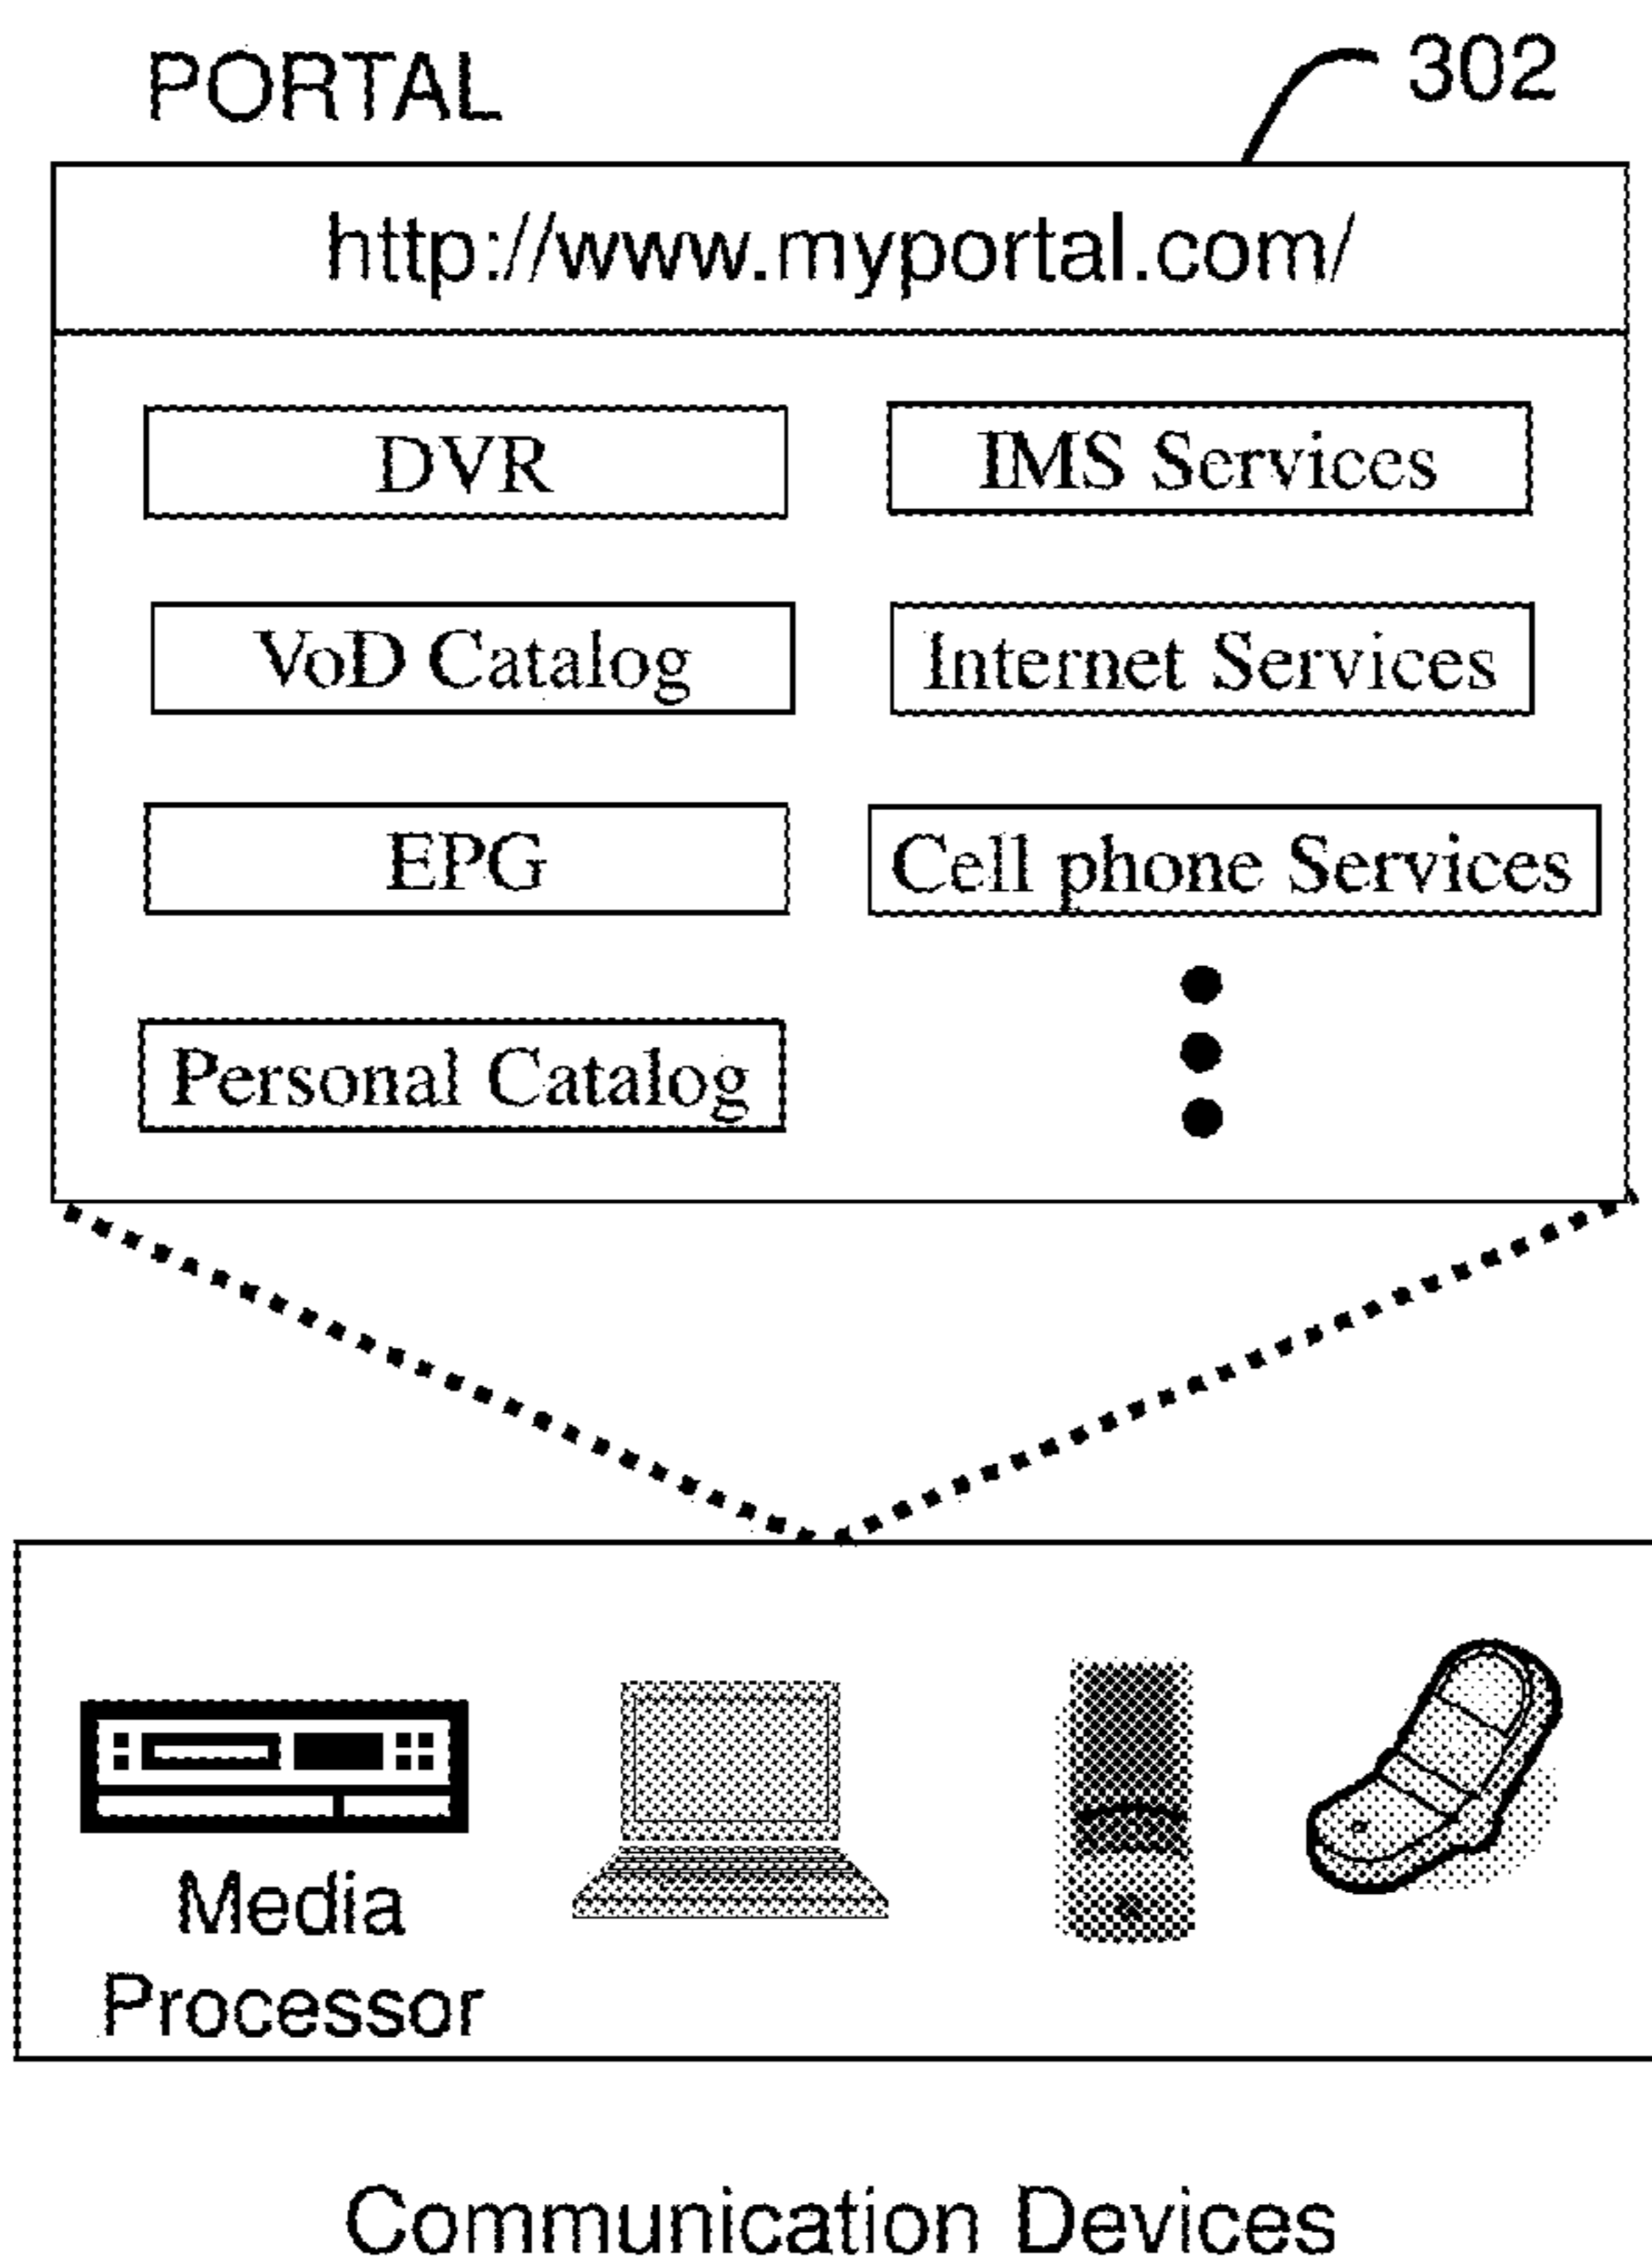 PORTAL
302
http://www.myportal.com/
DVR
IMS Services
VoD Catalog
Internet Services
EPG
Cell phone Services
Personal Catalog
Media
Processor
Communication Devices